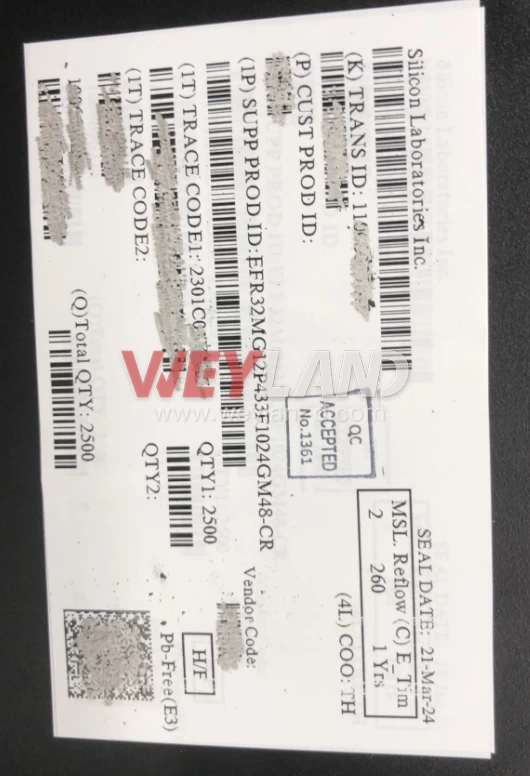 Silicon Laboratories Inc.
SEAL DATE: 21-Mar-24
(K) TRANS ID: 11
MSL. Reflow (C) E_Tim
2 260 1 Yrs
(P) CUST PROD ID:
QC
ACCEPTED
No.1361
(4L) COO: TH
(1P) SUPP PROD ID: EFR32MG12P433F1024GM48-CR
Vendor Code:
(1T) TRACE CODE1: 2301C
QTY1: 2500
H/F
(1T) TRACE CODE2:
QTY2:
Pb-Free(E3)
(Q)Total QTY: 2500
WEYLAND